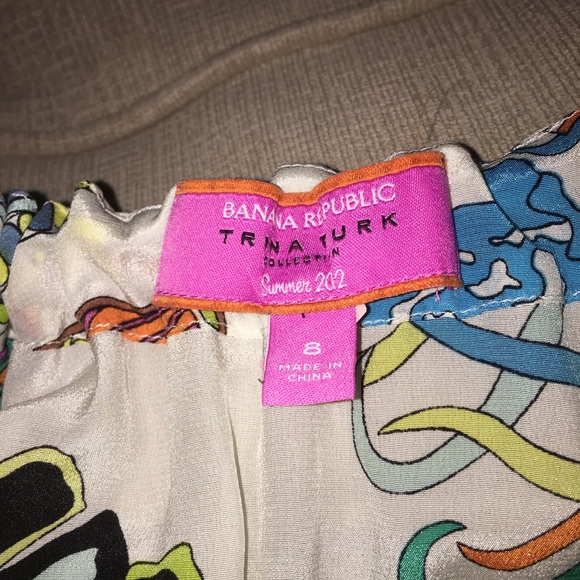 BANANA REPUBLIC
TRINA TURK
COLLECTION
Summer 2012
8
MADE IN
CHINA